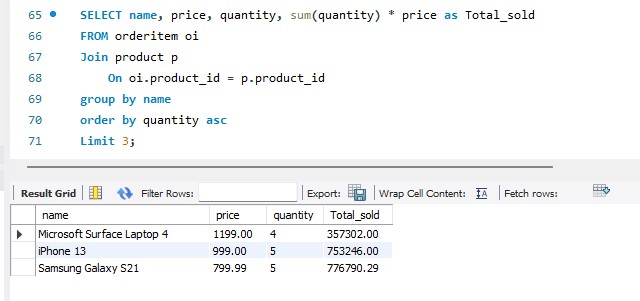 65 SELECT name, price, quantity, sum(quantity) * price as Total_sold
66 FROM orderitem oi
67 Join product p
68 On oi.product_id = p.product_id
69 group by name
70 order by quantity asc
71 Limit 3;
Result Grid Filter Rows: Export: Wrap Cell Content: IA Fetch rows:
name price quantity Total_sold
Microsoft Surface Laptop 4 1199.00 4 357302.00
iPhone 13 999.00 5 753246.00
Samsung Galaxy S21 799.99 5 776790.29